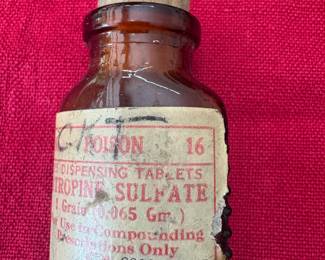 POISON 16
DISPENSING TABLETS
TROPINE SULFATE
1 Grain (0.065 Gm.)
Use in Compounding
Prescriptions Only